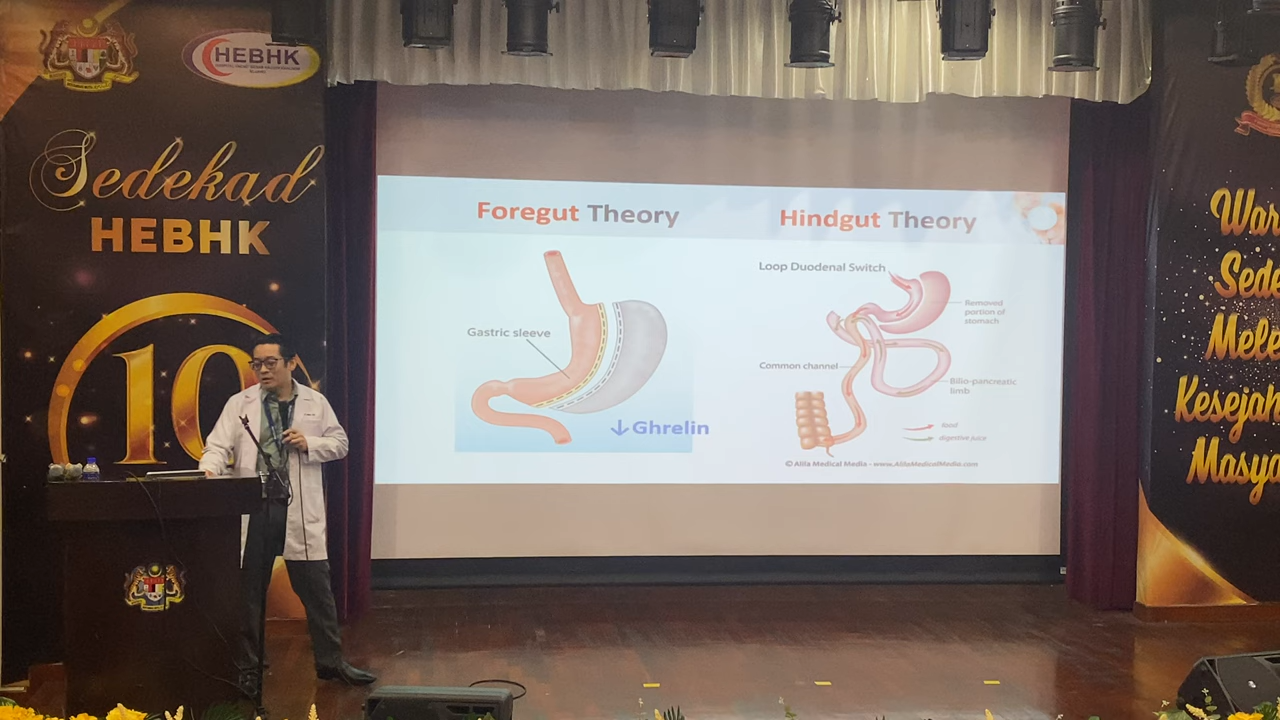 HEBHK
Sedekad
HEBHK
10
Foregut Theory
Gastric sleeve
↓ Ghrelin
Hindgut Theory
Loop Duodenal Switch
Removed
portion of
stomach
Common channel
Bilio-pancreatic
limb
food
digestive juice
© Alila Medical Media - www.AlilaMedicalMedia.com
War
Sede
Mele
Kesejah
Masya